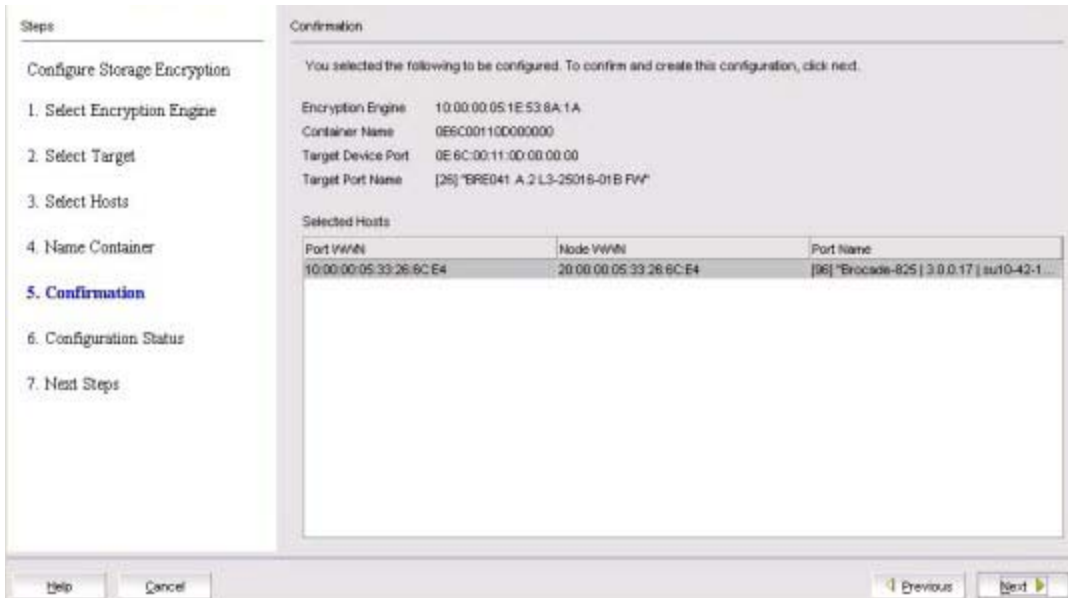 Steps
Configure Storage Encryption
1. Select Encryption Engine
2. Select Target
3. Select Hosts
4. Name Container
5. Confirmation
6. Configuration Status
7. Next Steps
Confirmation
You selected the following to be configured. To confirm and create this configuration, click next.
Encryption Engine 10:00:00:05:1E:53:8A:1A
Container Name 0E6C00110D000000
Target Device Port 0E:6C:00:11:0D:00:00:00
Target Port Name [26] "BRE041 A.2 L3-25016-01B FW"
Selected Hosts
Port WWN Node WWN Port Name
10:00:00:05:33:26:6C:E4 20:00:00:05:33:26:6C:E4 [96] "Brocade-825 | 3.0.0.17 | su10-42-1...
Help Cancel Previous Next